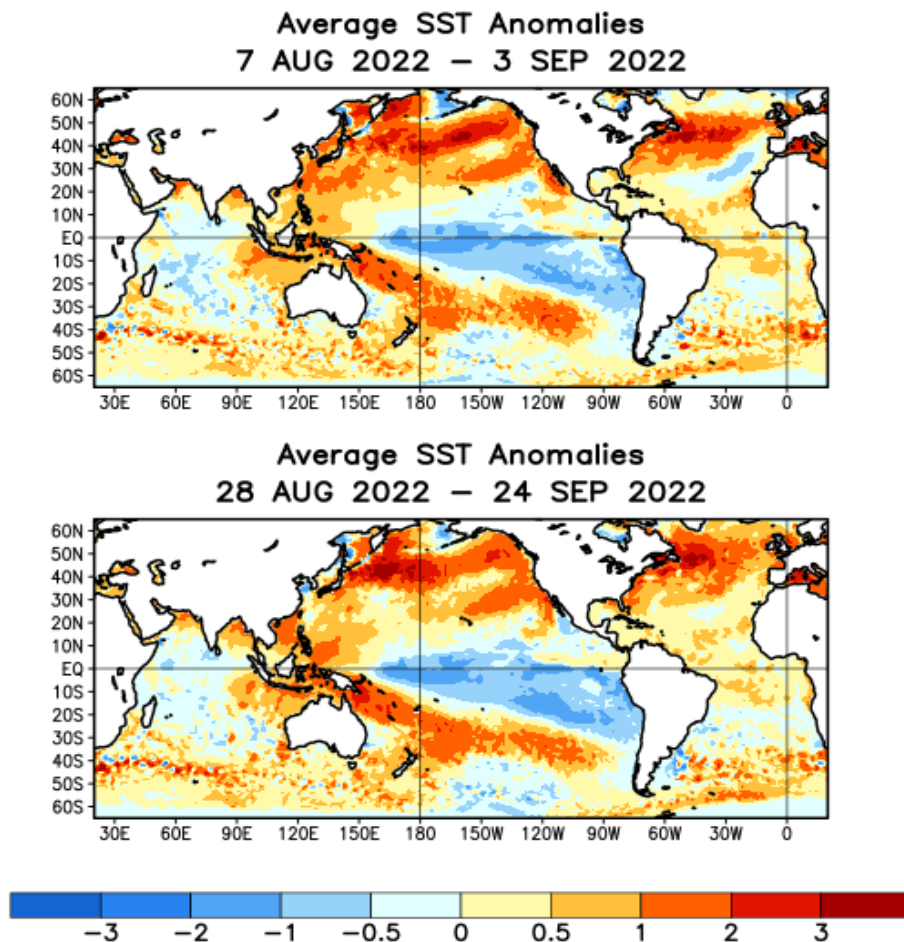 Average SST Anomalies
7 AUG 2022 – 3 SEP 2022
60N
50N
40N
30N
20N
10N
EQ
10S
20S
30S
40S
50S
60S
30E 60E 90E 120E 150E 180 150W 120W 90W 60W 30W 0
Average SST Anomalies
28 AUG 2022 – 24 SEP 2022
60N
50N
40N
30N
20N
10N
EQ
10S
20S
30S
40S
50S
60S
30E 60E 90E 120E 150E 180 150W 120W 90W 60W 30W 0
−3 −2 −1 −0.5 0 0.5 1 2 3